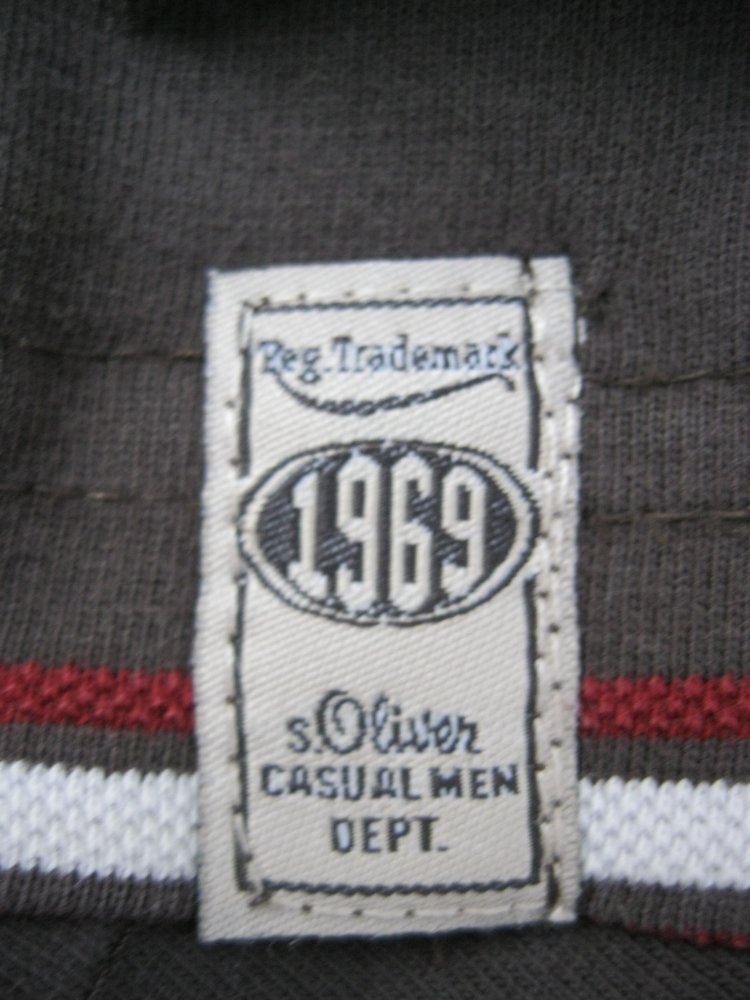 Reg. Trademark
1969
s.Oliver
CASUAL MEN
DEPT.